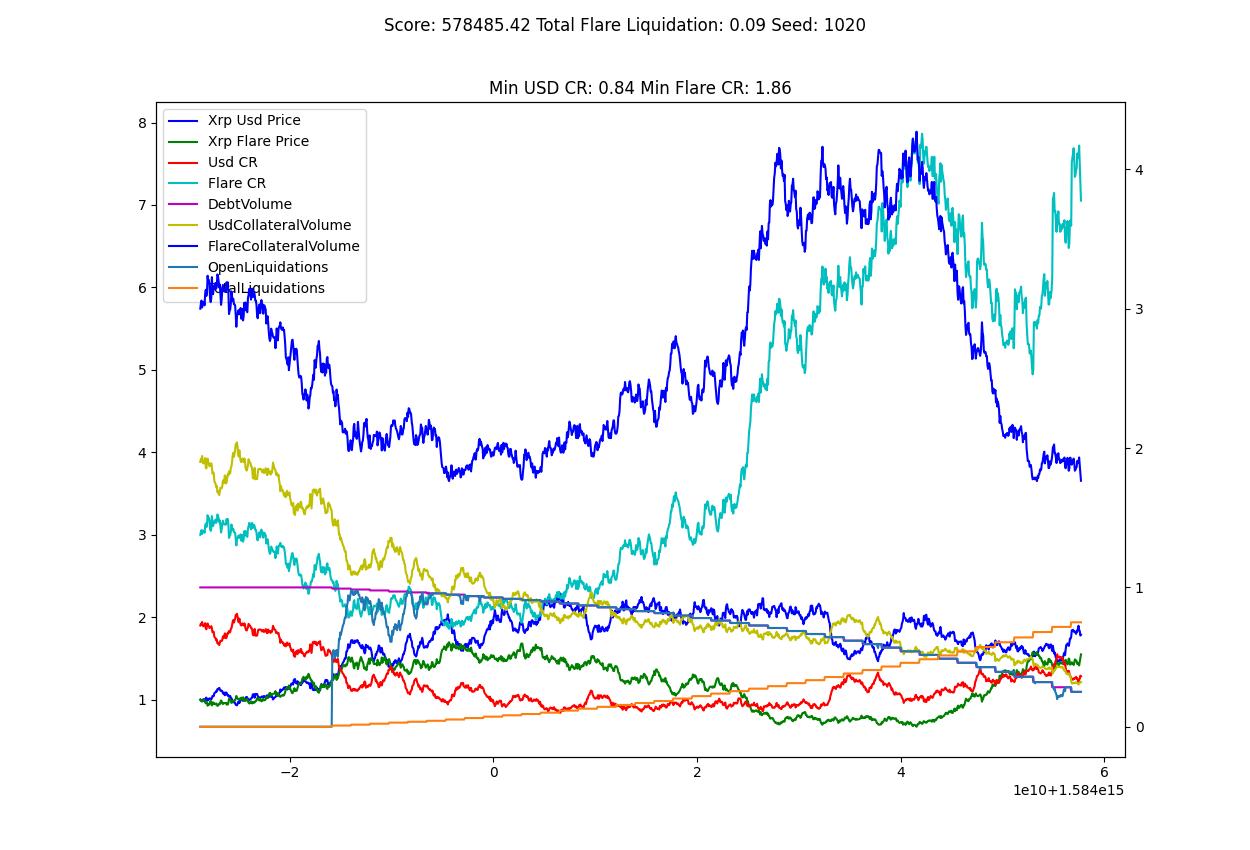 Score: 578485.42 Total Flare Liquidation: 0.09 Seed: 1020
Min USD CR: 0.84 Min Flare CR: 1.86
Xrp Usd Price
Xrp Flare Price
Usd CR
Flare CR
DebtVolume
UsdCollateralVolume
FlareCollateralVolume
OpenLiquidations
TotalLiquidations
8
7
6
5
4
3
2
1
4
3
2
1
0
−2
0
2
4
6
1e10+1.584e15